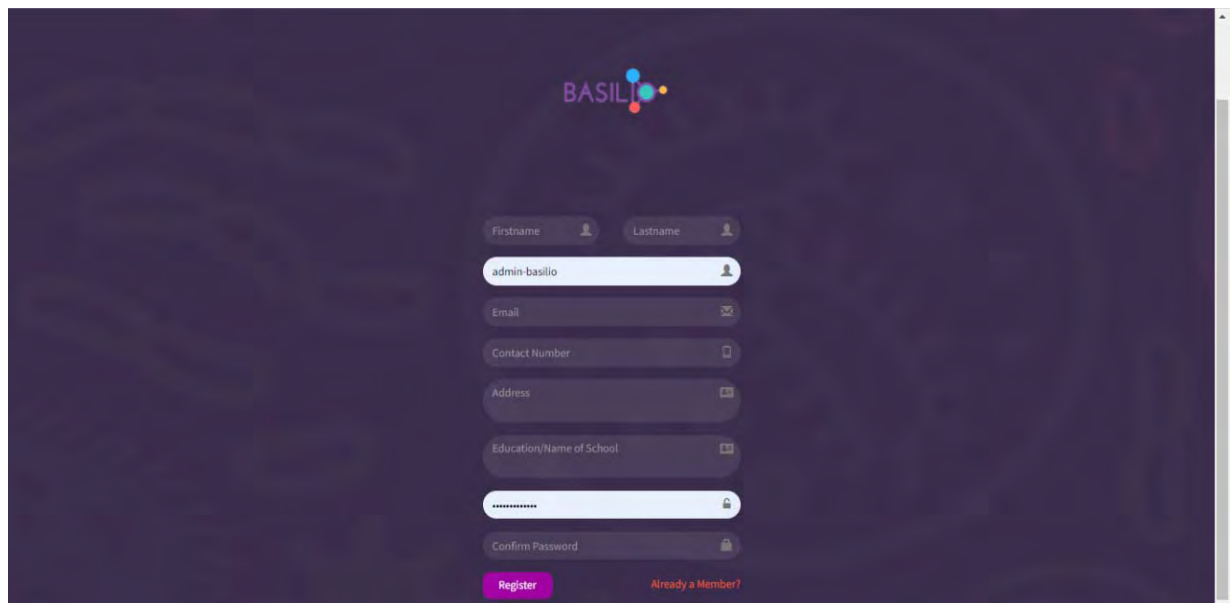 BASILIO
Firstname Lastname
admin-basilio
Email
Contact Number
Address
Education/Name of School
•••••••••••••
Confirm Password
Register Already a Member?